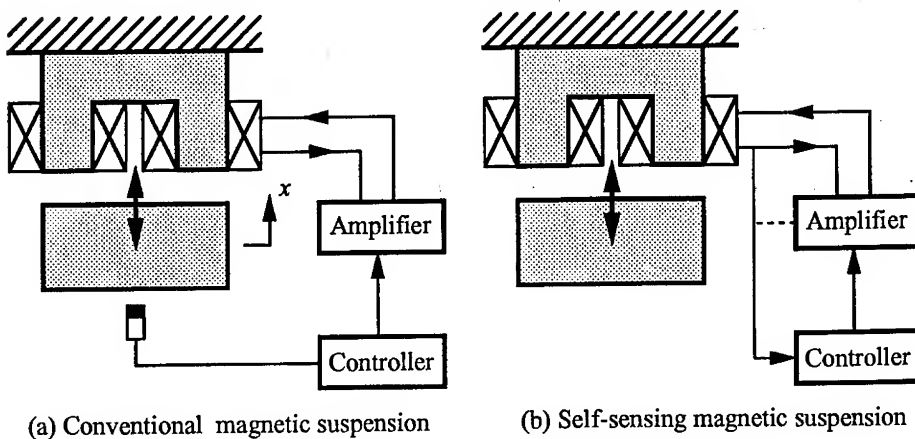 x
Amplifier
Controller
(a) Conventional magnetic suspension
Amplifier
Controller
(b) Self-sensing magnetic suspension